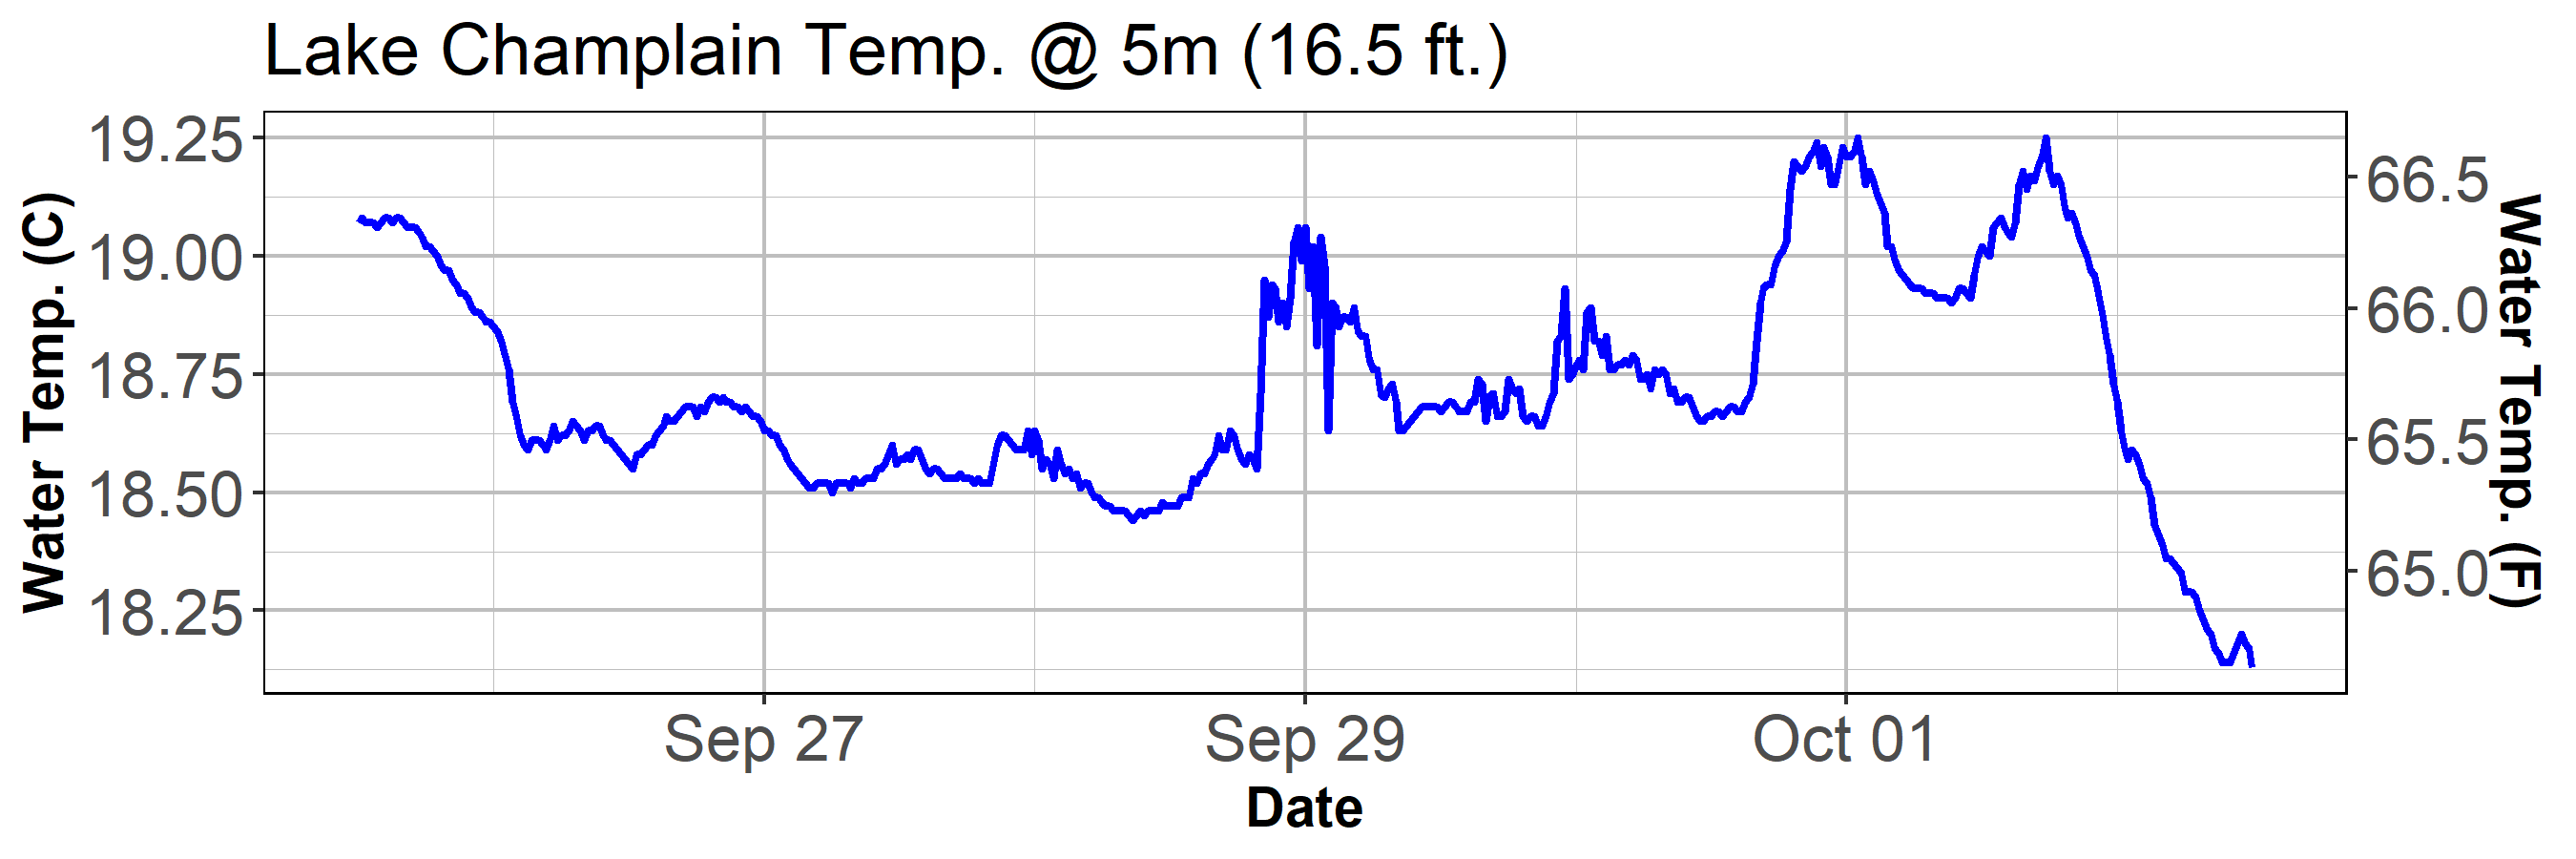 Lake Champlain Temp. @ 5m (16.5 ft.)
Water Temp. (C)
19.25
19.00
18.75
18.50
18.25
66.5
66.0
65.5
65.0
Water Temp. (F)
Sep 27 Sep 29 Oct 01
Date